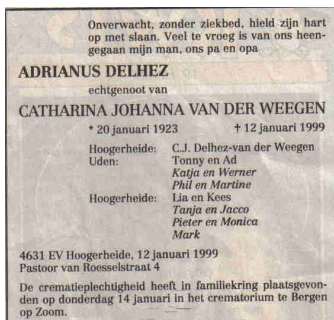 Onverwacht, zonder ziekbed, hield zijn hart
op met slaan. Veel te vroeg is van ons heen-
gegaan mijn man, ons pa en opa
ADRIANUS DELHEZ
echtgenoot van
CATHARINA JOHANNA VAN DER WEEGEN
* 20 januari 1923 † 12 januari 1999
Hoogerheide: C.J. Delhez-van der Weegen
Uden: Tonny en Ad
Katja en Werner
Phil en Martine
Hoogerheide: Lia en Kees
Tanja en Jacco
Pieter en Monica
Mark
4631 EV Hoogerheide, 12 januari 1999
Pastoor van Roesselstraat 4
De crematieplechtigheid heeft in familiekring plaatsgevon-
den op donderdag 14 januari in het crematorium te Bergen
op Zoom.